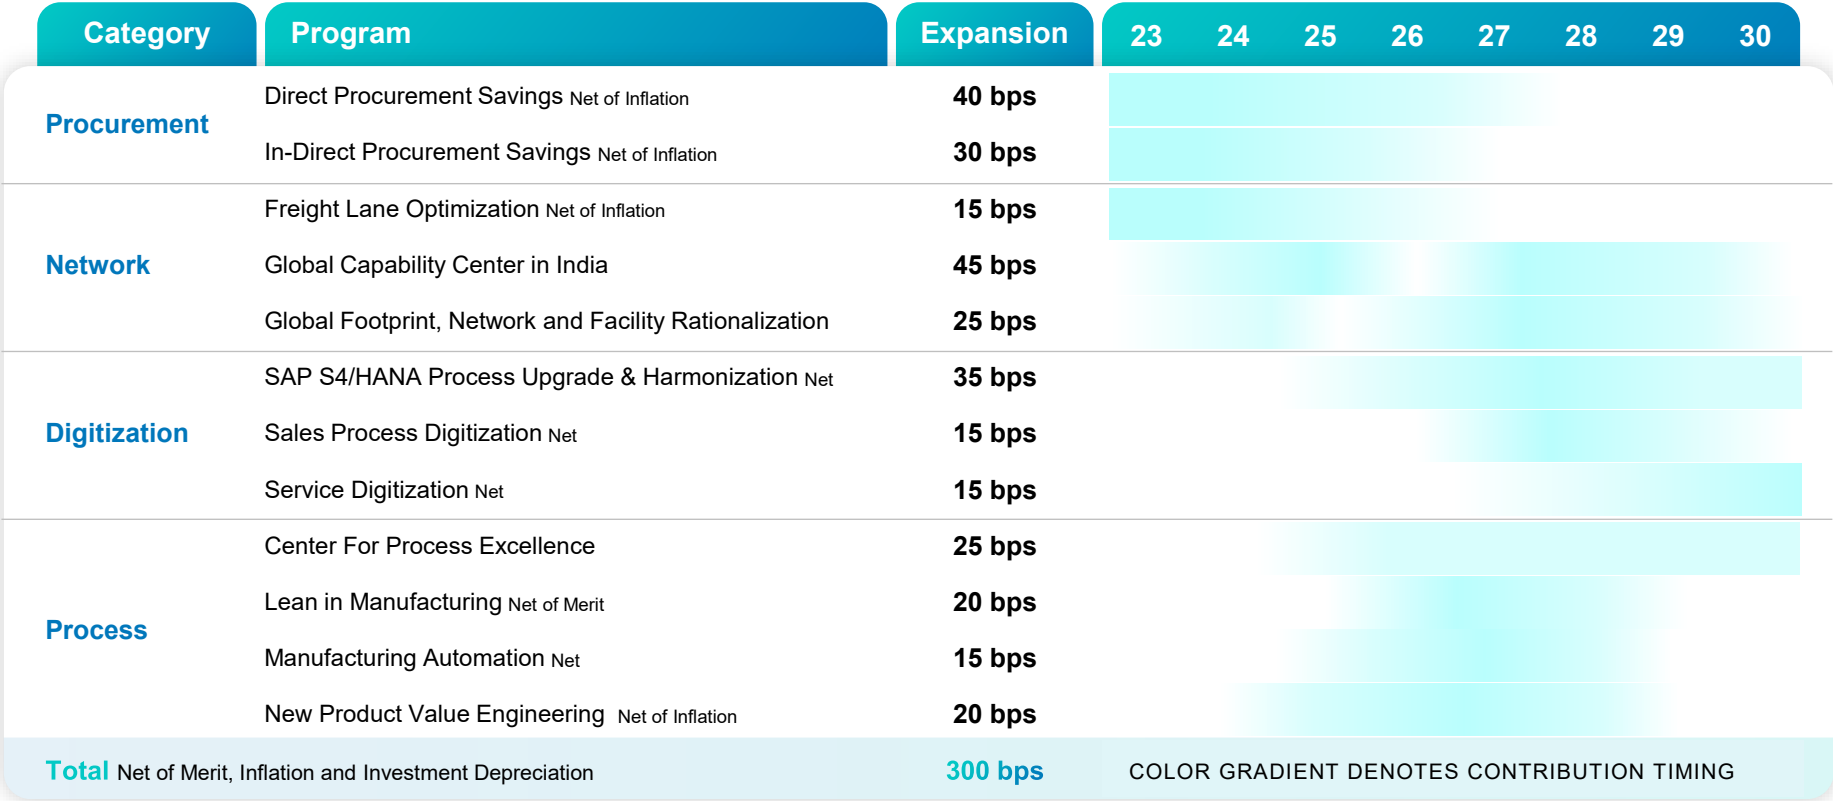 Category Program Expansion 23 24 25 26 27 28 29 30
Procurement
Direct Procurement Savings Net of Inflation 40 bps
In-Direct Procurement Savings Net of Inflation 30 bps
Network
Freight Lane Optimization Net of Inflation 15 bps
Global Capability Center in India 45 bps
Global Footprint, Network and Facility Rationalization 25 bps
Digitization
SAP S4/HANA Process Upgrade & Harmonization Net 35 bps
Sales Process Digitization Net 15 bps
Service Digitization Net 15 bps
Process
Center For Process Excellence 25 bps
Lean in Manufacturing Net of Merit 20 bps
Manufacturing Automation Net 15 bps
New Product Value Engineering Net of Inflation 20 bps
Total Net of Merit, Inflation and Investment Depreciation 300 bps COLOR GRADIENT DENOTES CONTRIBUTION TIMING